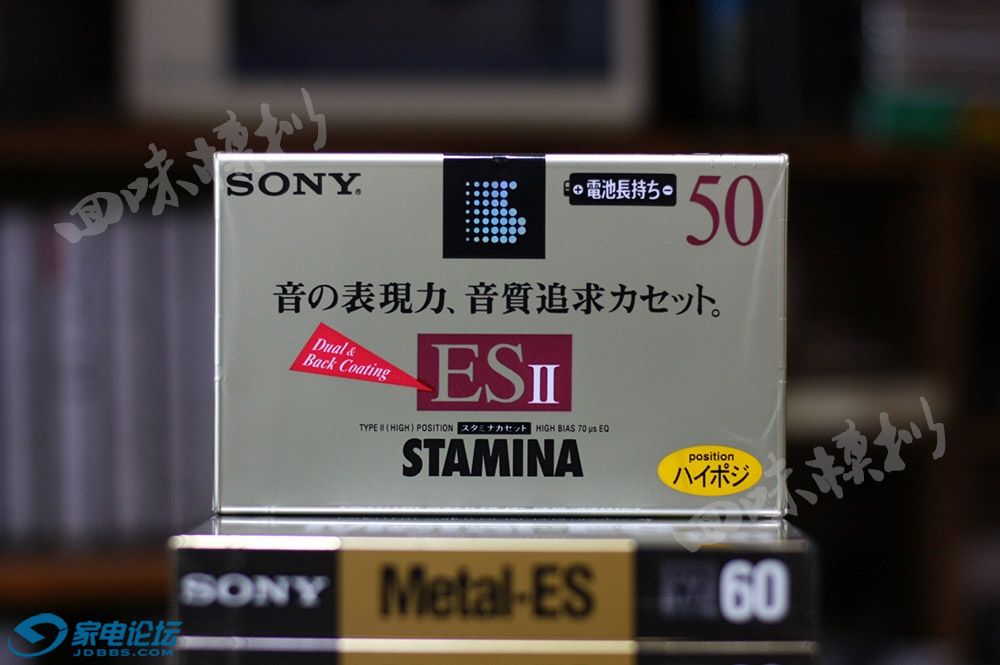 SONY®
+ 電池長持ち −
50
音の表現力、音質追求カセット。
Dual &
Back Coating
ES II
TYPE II (HIGH) POSITION スタミナカセット HIGH BIAS 70 µs EQ
STAMINA
position
ハイポジ
SONY Metal-ES 60
家电论坛
JDBBS.COM